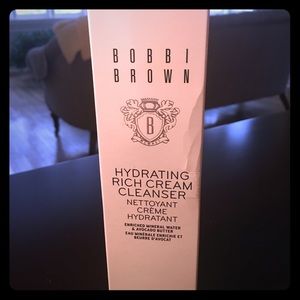 BOBBI
BROWN
B
HYDRATING
RICH CREAM
CLEANSER
NETTOYANT
CRÈME
HYDRATANT
ENRICHED MINERAL WATER
& AVOCADO BUTTER
EAU MINÉRALE ENRICHIE ET
BEURRE D'AVOCAT